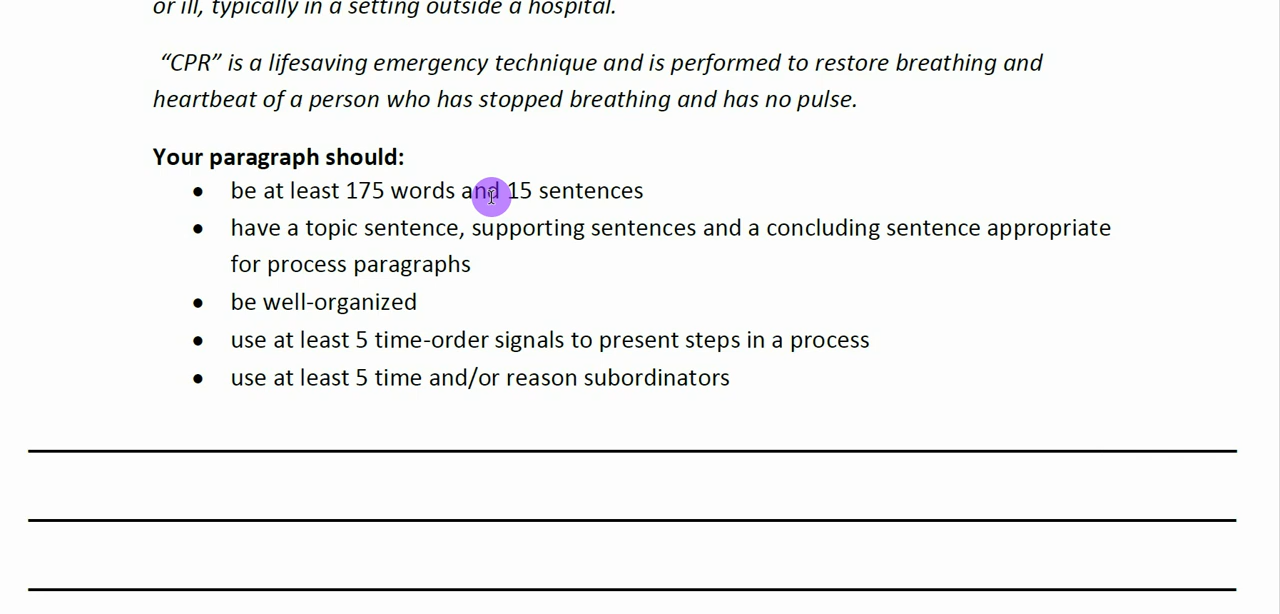 or ill, typically in a setting outside a hospital.
“CPR” is a lifesaving emergency technique and is performed to restore breathing and
heartbeat of a person who has stopped breathing and has no pulse.
Your paragraph should:
• be at least 175 words and 15 sentences
• have a topic sentence, supporting sentences and a concluding sentence appropriate
for process paragraphs
• be well-organized
• use at least 5 time-order signals to present steps in a process
• use at least 5 time and/or reason subordinators